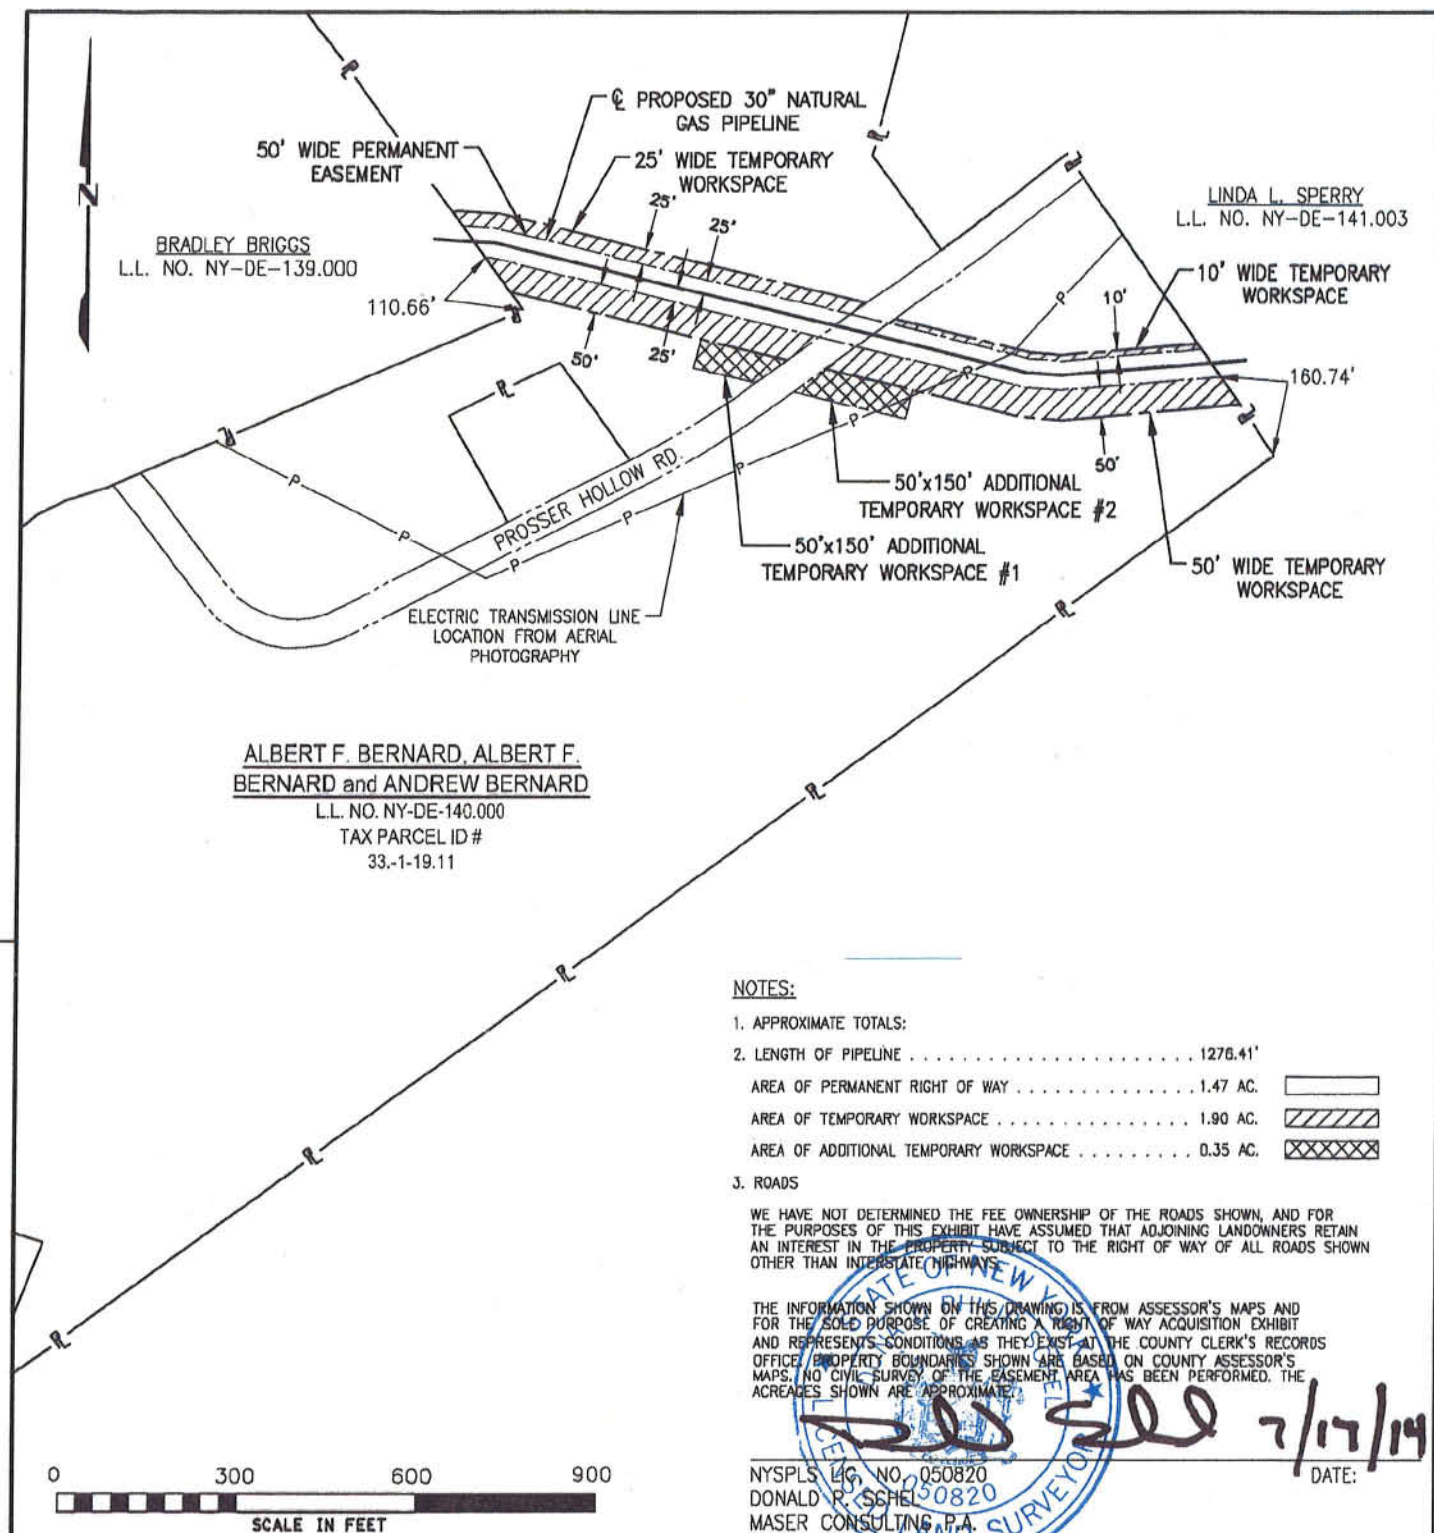 ℄ PROPOSED 30" NATURAL
GAS PIPELINE
50' WIDE PERMANENT
EASEMENT
25' WIDE TEMPORARY
WORKSPACE
25'
25'
N
BRADLEY BRIGGS
L.L. NO. NY-DE-139.000
LINDA L. SPERRY
L.L. NO. NY-DE-141.003
10' WIDE TEMPORARY
WORKSPACE
110.66'
10'
50'
25'
160.74'
50'
50'x150' ADDITIONAL
TEMPORARY WORKSPACE #2
PROSSER HOLLOW RD.
50'x150' ADDITIONAL
TEMPORARY WORKSPACE #1
50' WIDE TEMPORARY
WORKSPACE
P
P
P
P
P
P
P
ELECTRIC TRANSMISSION LINE
LOCATION FROM AERIAL
PHOTOGRAPHY
ALBERT F. BERNARD, ALBERT F.
BERNARD and ANDREW BERNARD
L.L. NO. NY-DE-140.000
TAX PARCEL ID #
33.-1-19.11
NOTES:
1. APPROXIMATE TOTALS:
2. LENGTH OF PIPELINE . . . . . . . . . . . . . . . . . . . . . . 1276.41'
AREA OF PERMANENT RIGHT OF WAY . . . . . . . . . . . . . . 1.47 AC.
AREA OF TEMPORARY WORKSPACE . . . . . . . . . . . . . . . 1.90 AC.
AREA OF ADDITIONAL TEMPORARY WORKSPACE . . . . . . . . . 0.35 AC.
3. ROADS
WE HAVE NOT DETERMINED THE FEE OWNERSHIP OF THE ROADS SHOWN, AND FOR
THE PURPOSES OF THIS EXHIBIT HAVE ASSUMED THAT ADJOINING LANDOWNERS RETAIN
AN INTEREST IN THE PROPERTY SUBJECT TO THE RIGHT OF WAY OF ALL ROADS SHOWN
OTHER THAN INTERSTATE HIGHWAYS.
THE INFORMATION SHOWN ON THIS DRAWING IS FROM ASSESSOR'S MAPS AND
FOR THE SOLE PURPOSE OF CREATING A RIGHT OF WAY ACQUISITION EXHIBIT
AND REPRESENTS CONDITIONS AS THEY EXIST AT THE COUNTY CLERK'S RECORDS
OFFICE. PROPERTY BOUNDARIES SHOWN ARE BASED ON COUNTY ASSESSOR'S
MAPS. NO CIVIL SURVEY OF THE EASEMENT AREA HAS BEEN PERFORMED. THE
ACREAGES SHOWN ARE APPROXIMATE.
STATE OF NEW YORK
LICENSED LAND SURVEYOR
050820
7/17/14
NYSPLS LIC. NO. 050820
DATE:
DONALD P. SCHEL
MASER CONSULTING P.A.
0 300 600 900
SCALE IN FEET